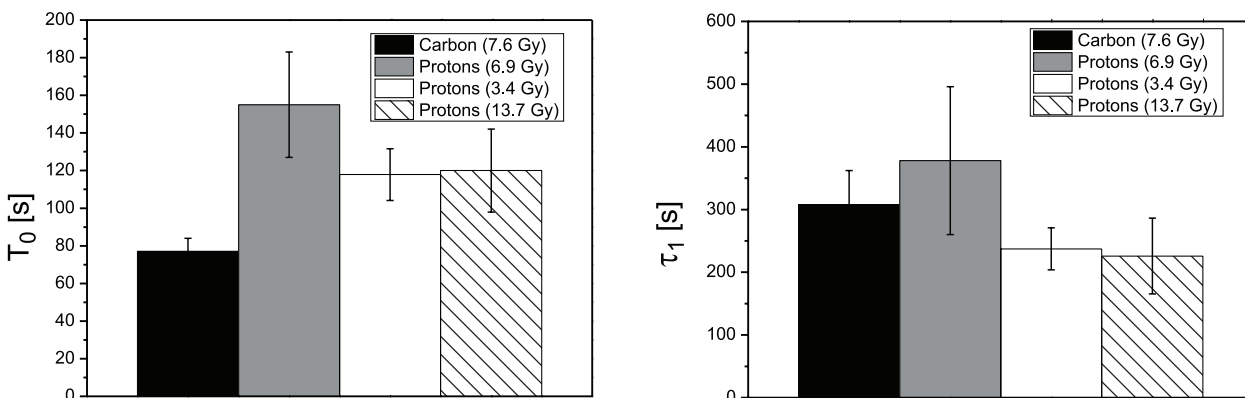 200
180
160
140
120
100
80
60
40
20
0
T0 [s]
Carbon (7.6 Gy)
Protons (6.9 Gy)
Protons (3.4 Gy)
Protons (13.7 Gy)
600
500
400
300
200
100
0
τ1 [s]
Carbon (7.6 Gy)
Protons (6.9 Gy)
Protons (3.4 Gy)
Protons (13.7 Gy)